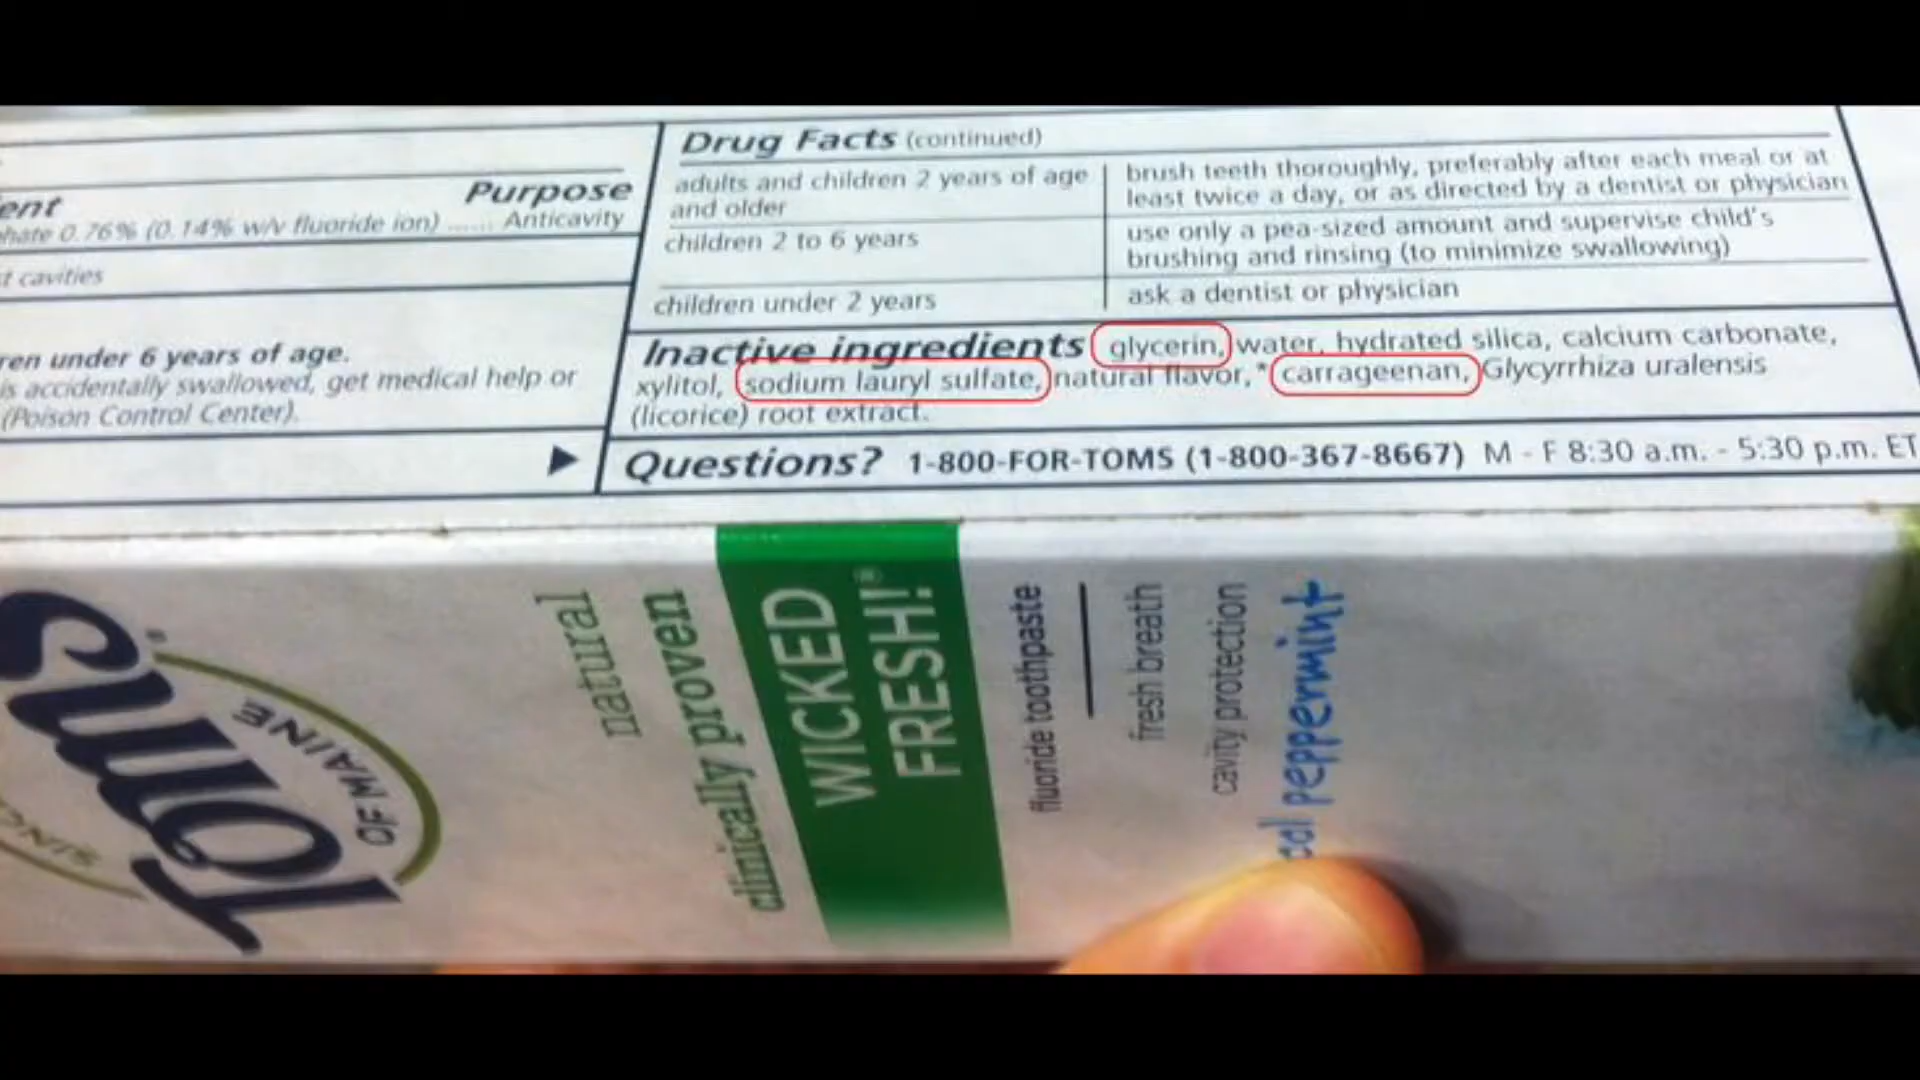 ent
Purpose
hate 0.76% (0.14% w/v fluoride ion) ...... Anticavity
t cavities
ren under 6 years of age.
is accidentally swallowed, get medical help or
(Poison Control Center).
Drug Facts (continued)
adults and children 2 years of age
and older
brush teeth thoroughly, preferably after each meal or at
least twice a day, or as directed by a dentist or physician
children 2 to 6 years
use only a pea-sized amount and supervise child's
brushing and rinsing (to minimize swallowing)
children under 2 years
ask a dentist or physician
Inactive ingredients glycerin, water, hydrated silica, calcium carbonate,
xylitol, sodium lauryl sulfate, natural flavor,* carrageenan, Glycyrrhiza uralensis
(licorice) root extract.
Questions? 1-800-FOR-TOMS (1-800-367-8667) M - F 8:30 a.m. - 5:30 p.m. ET
SINC
Tom's
OF MAINE
natural
clinically proven
WICKED
FRESH!®
fluoride toothpaste
fresh breath
cavity protection
ool peppermint